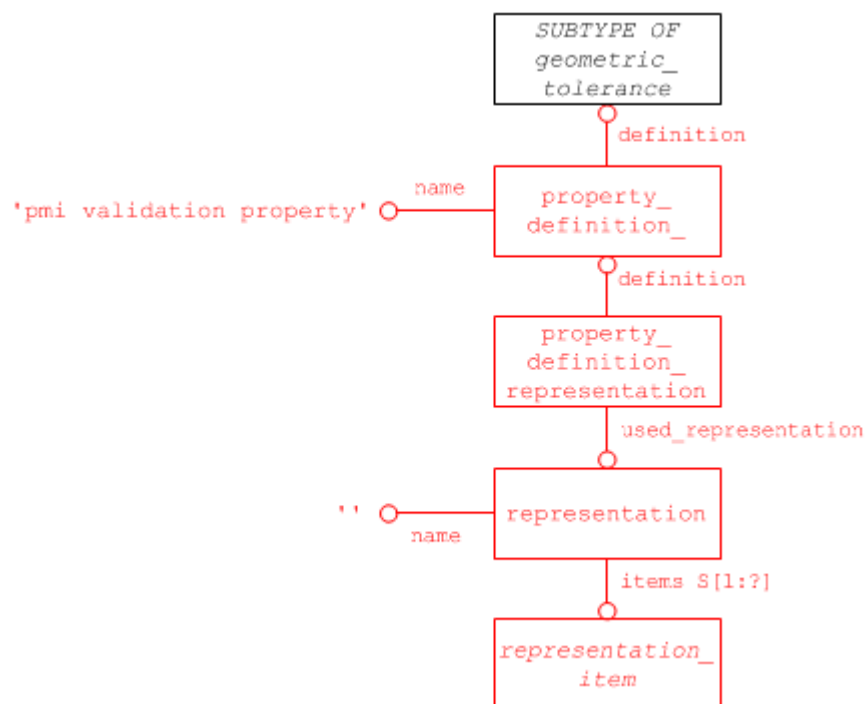 SUBTYPE OF
geometric_
tolerance
definition
name
'pmi validation property'
property_
definition_
definition
property_
definition_
representation
used_representation
''
name
representation
items S[1:?]
representation_
item